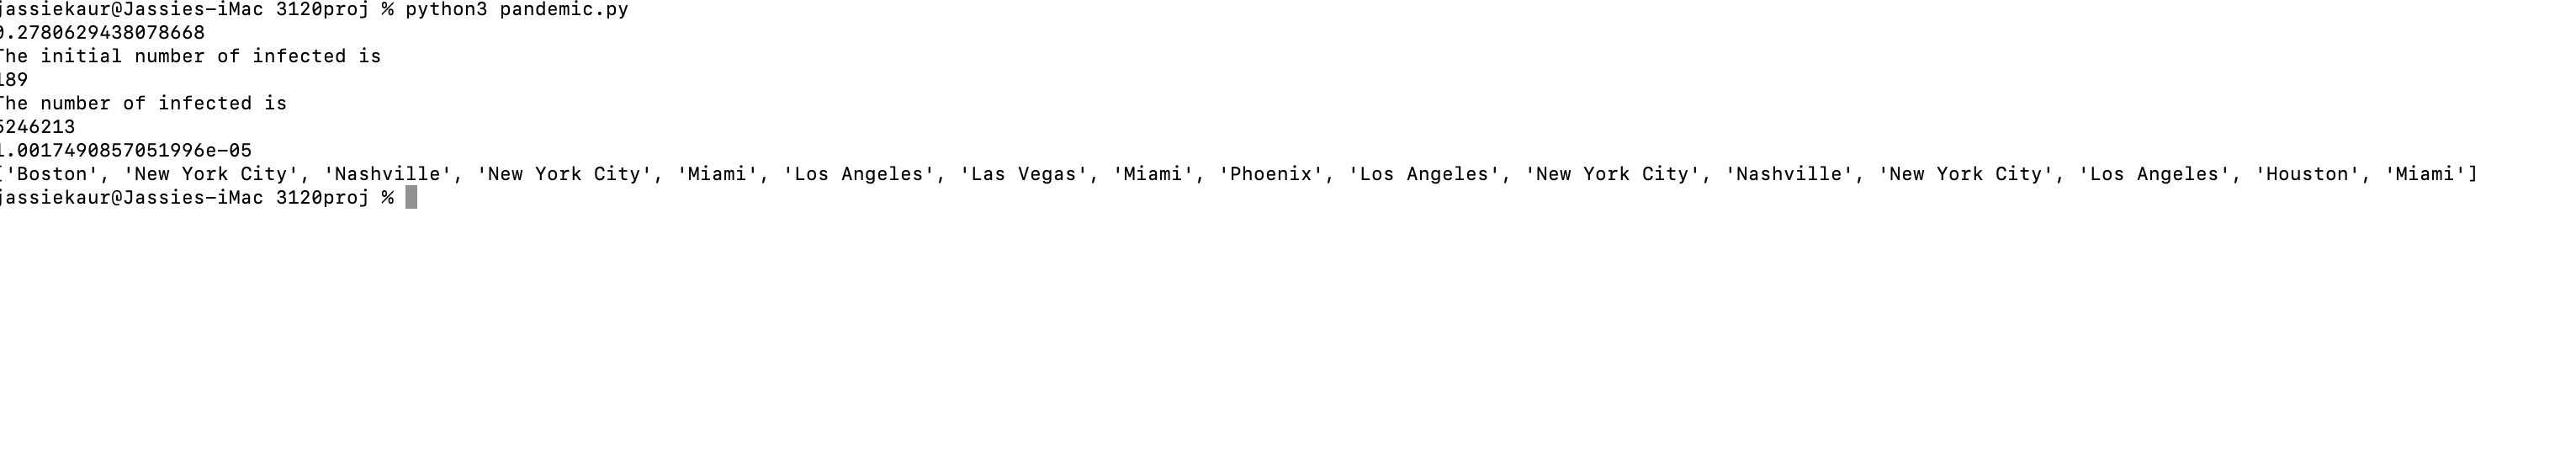 jassiekaur@Jassies-iMac 3120proj % python3 pandemic.py
0.2780629438078668
The initial number of infected is
189
The number of infected is
5246213
1.0017490857051996e-05
['Boston', 'New York City', 'Nashville', 'New York City', 'Miami', 'Los Angeles', 'Las Vegas', 'Miami', 'Phoenix', 'Los Angeles', 'New York City', 'Nashville', 'New York City', 'Los Angeles', 'Houston', 'Miami']
jassiekaur@Jassies-iMac 3120proj %